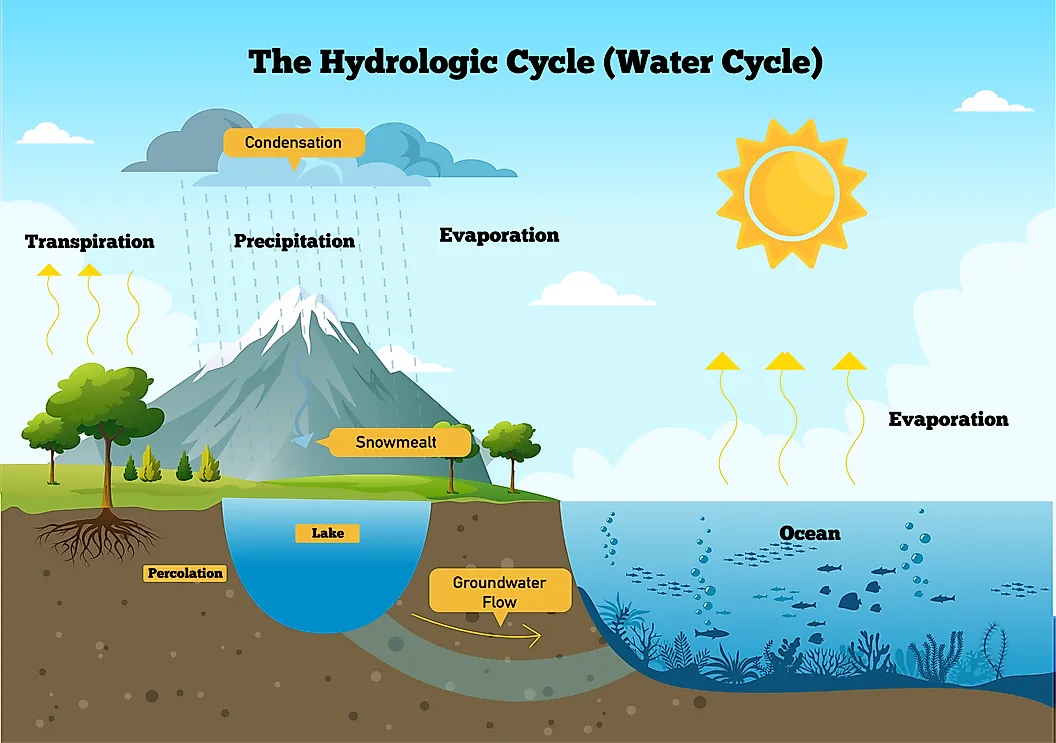 The Hydrologic Cycle (Water Cycle)
Condensation
Transpiration
Precipitation
Evaporation
Evaporation
Snowmealt
Lake
Ocean
Percolation
Groundwater
Flow